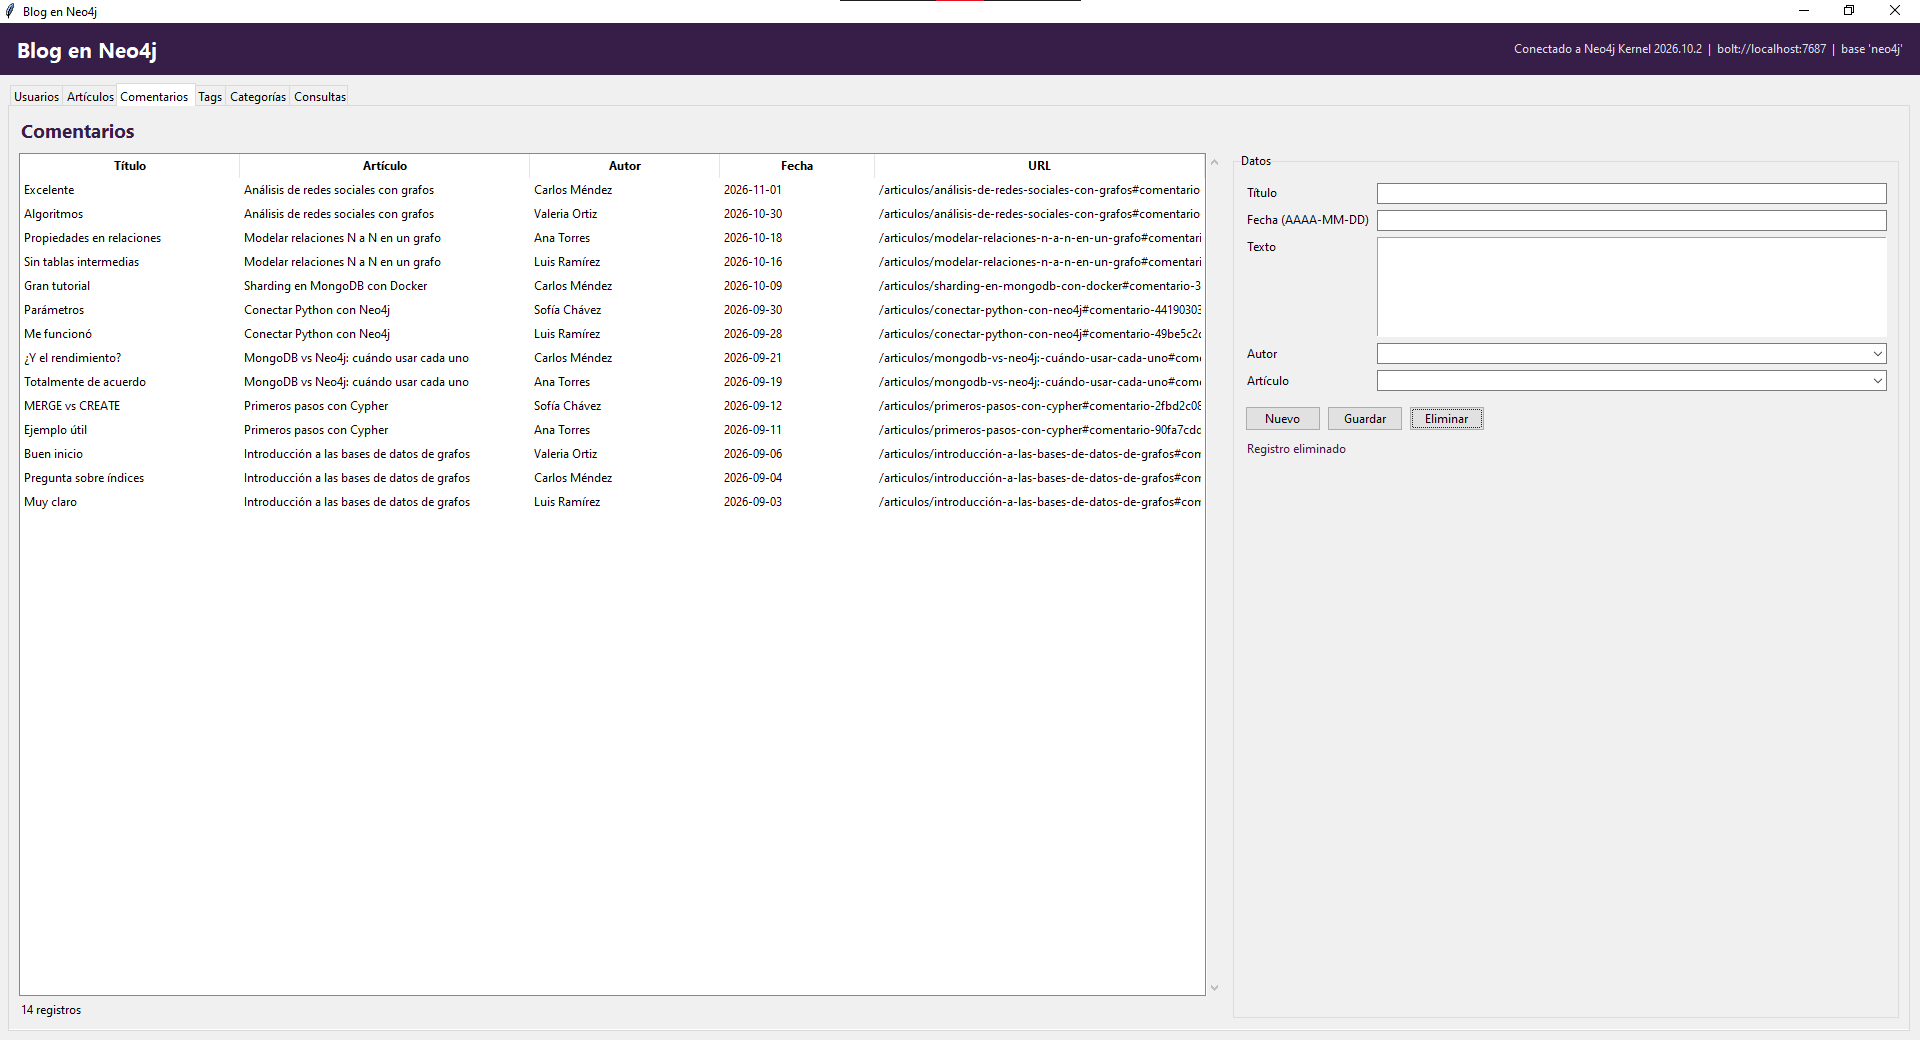 Blog en Neo4j
Blog en Neo4j
Conectado a Neo4j Kernel 2026.10.2 | bolt://localhost:7687 | base 'neo4j'
Usuarios Artículos Comentarios Tags Categorías Consultas
Comentarios
Título Artículo Autor Fecha URL
Excelente Análisis de redes sociales con grafos Carlos Méndez 2026-11-01 /articulos/análisis-de-redes-sociales-con-grafos#comentario
Algoritmos Análisis de redes sociales con grafos Valeria Ortiz 2026-10-30 /articulos/análisis-de-redes-sociales-con-grafos#comentario
Propiedades en relaciones Modelar relaciones N a N en un grafo Ana Torres 2026-10-18 /articulos/modelar-relaciones-n-a-n-en-un-grafo#comentari
Sin tablas intermedias Modelar relaciones N a N en un grafo Luis Ramírez 2026-10-16 /articulos/modelar-relaciones-n-a-n-en-un-grafo#comentari
Gran tutorial Sharding en MongoDB con Docker Carlos Méndez 2026-10-09 /articulos/sharding-en-mongodb-con-docker#comentario-3
Parámetros Conectar Python con Neo4j Sofía Chávez 2026-09-30 /articulos/conectar-python-con-neo4j#comentario-44190303
Me funcionó Conectar Python con Neo4j Luis Ramírez 2026-09-28 /articulos/conectar-python-con-neo4j#comentario-49be5c2c
¿Y el rendimiento? MongoDB vs Neo4j: cuándo usar cada uno Carlos Méndez 2026-09-21 /articulos/mongodb-vs-neo4j:-cuándo-usar-cada-uno#com
Totalmente de acuerdo MongoDB vs Neo4j: cuándo usar cada uno Ana Torres 2026-09-19 /articulos/mongodb-vs-neo4j:-cuándo-usar-cada-uno#com
MERGE vs CREATE Primeros pasos con Cypher Sofía Chávez 2026-09-12 /articulos/primeros-pasos-con-cypher#comentario-2fbd2c08
Ejemplo útil Primeros pasos con Cypher Ana Torres 2026-09-11 /articulos/primeros-pasos-con-cypher#comentario-90fa7cdc
Buen inicio Introducción a las bases de datos de grafos Valeria Ortiz 2026-09-06 /articulos/introducción-a-las-bases-de-datos-de-grafos#com
Pregunta sobre índices Introducción a las bases de datos de grafos Carlos Méndez 2026-09-04 /articulos/introducción-a-las-bases-de-datos-de-grafos#com
Muy claro Introducción a las bases de datos de grafos Luis Ramírez 2026-09-03 /articulos/introducción-a-las-bases-de-datos-de-grafos#com
14 registros
Datos
Título
Fecha (AAAA-MM-DD)
Texto
Autor
Artículo
Nuevo Guardar Eliminar
Registro eliminado